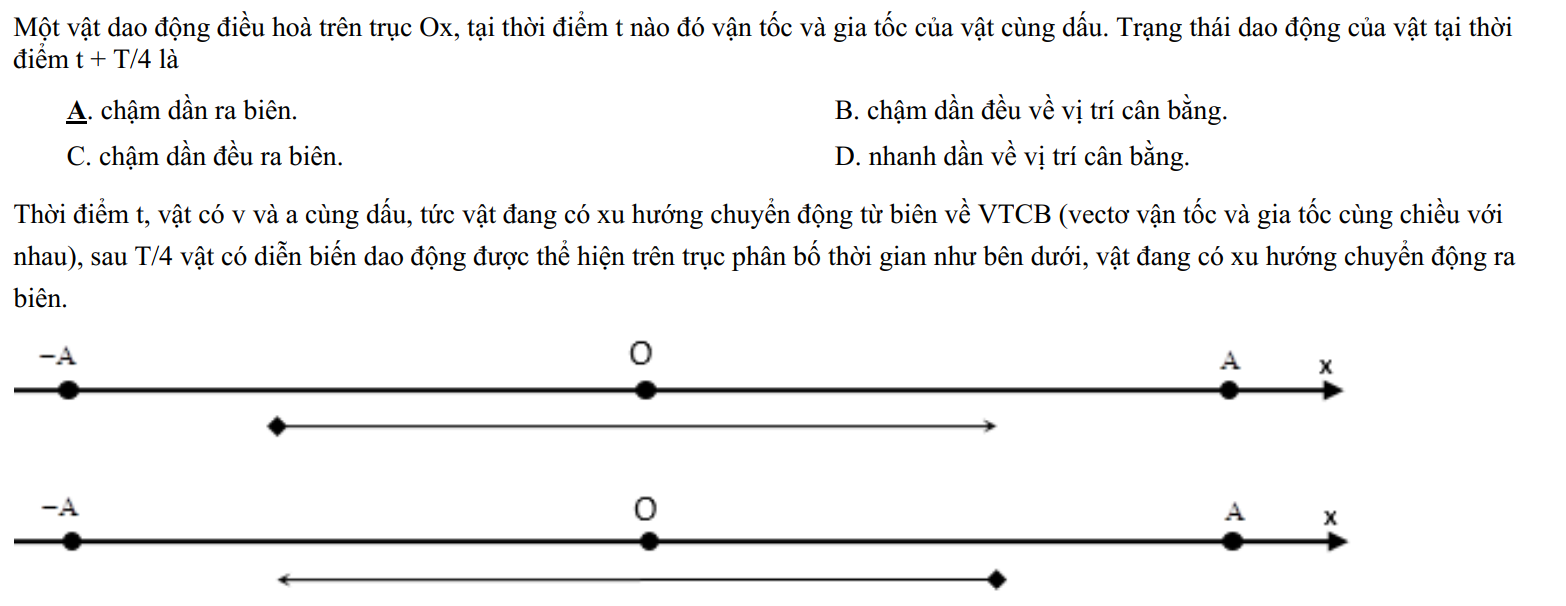 Một vật dao động điều hoà trên trục Ox, tại thời điểm t nào đó vận tốc và gia tốc của vật cùng dấu. Trạng thái dao động của vật tại thời
điểm t + T/4 là
A. chậm dần ra biên. B. chậm dần đều về vị trí cân bằng.
C. chậm dần đều ra biên. D. nhanh dần về vị trí cân bằng.
Thời điểm t, vật có v và a cùng dấu, tức vật đang có xu hướng chuyển động từ biên về VTCB (vectơ vận tốc và gia tốc cùng chiều với
nhau), sau T/4 vật có diễn biến dao động được thể hiện trên trục phân bố thời gian như bên dưới, vật đang có xu hướng chuyển động ra
biên.
−A O A x
−A O A x